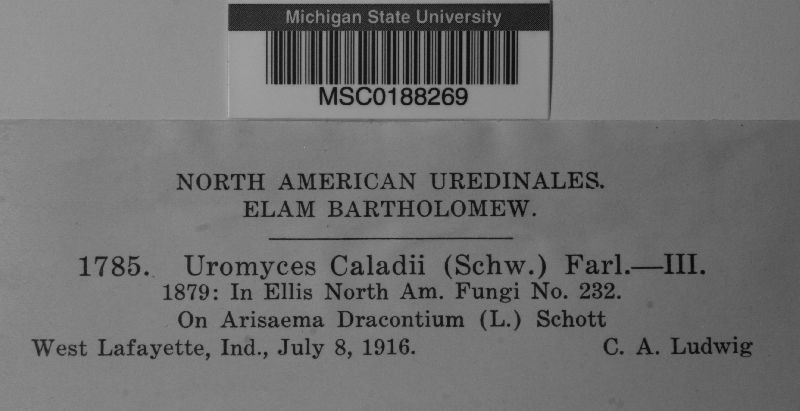 Michigan State University
MSC0188269
NORTH AMERICAN UREDINALES.
ELAM BARTHOLOMEW.
1785. Uromyces Caladii (Schw.) Farl.—III.
1879: In Ellis North Am. Fungi No. 232.
On Arisaema Dracontium (L.) Schott
West Lafayette, Ind., July 8, 1916. C. A. Ludwig